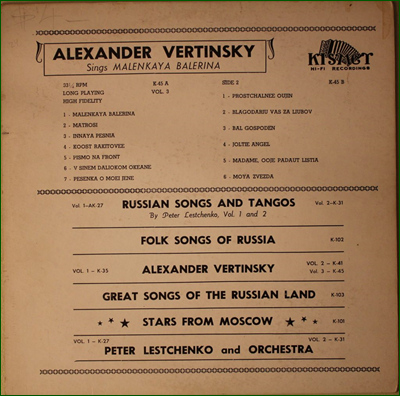 ALEXANDER VERTINSKY
Sings MALENKAYA BALERINA
KISMET
HI-FI RECORDINGS
33⅓ RPM K-45 A
LONG PLAYING VOL. 3
HIGH FIDELITY
1 - MALENKAYA BALERINA
2 - MATROSI
3 - DINAYA PESNIA
4 - KOOST RAKITOVEE
5 - PISMO NA FRONT
6 - V SINEM DALIOKOM OKEANE
7 - PESENKA O MOEI JENE
SIDE 2 K-45 B
1 - PROSTCHALNEE OUJIN
2 - BLAGODARIU VAS ZA LIUBOV
3 - BAL GOSPODEN
4 - JOLTIE ANGEL
5 - MADAME, OOJE PADAUT LISTIA
6 - MOYA ZVEZDA
Vol. 1-AK-27 RUSSIAN SONGS AND TANGOS Vol. 2-K-31
By Peter Lestchenko, Vol. 1 and 2
FOLK SONGS OF RUSSIA K-102
VOL. 1 - K-35 ALEXANDER VERTINSKY VOL. 2 - K-41
Vol. 3 - K-45
GREAT SONGS OF THE RUSSIAN LAND K-103
STARS FROM MOSCOW K-101
VOL. 1 - K-27 VOL. 2 - K-31
PETER LESTCHENKO and ORCHESTRA